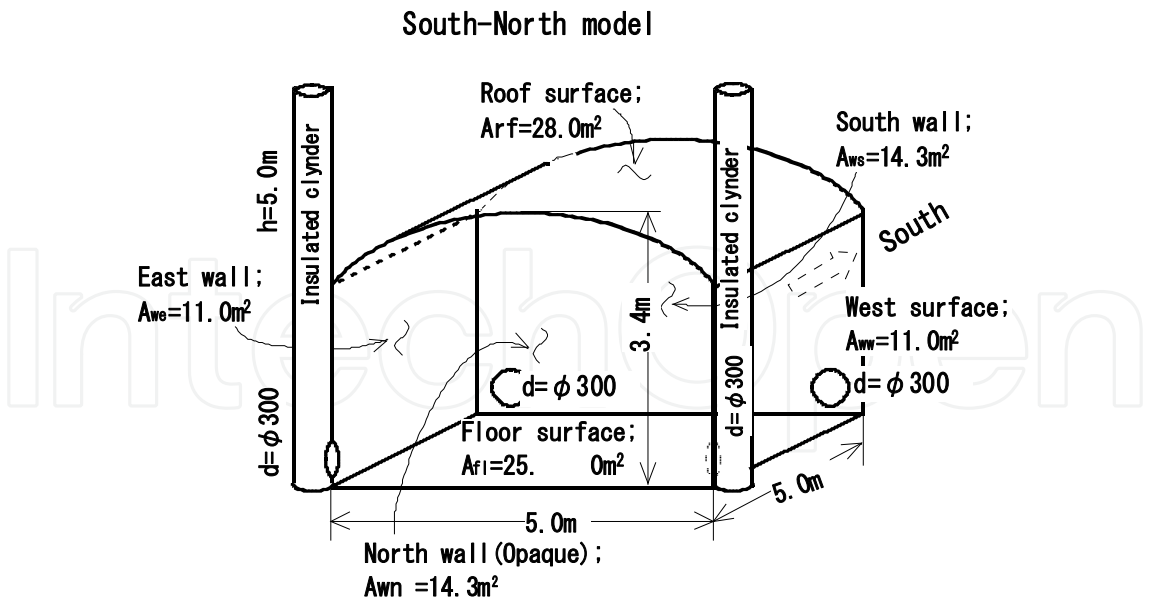 South-North model
Roof surface;
Arf=28.0m²
South wall;
Aws=14.3m²
Insulated clynder
h=5.0m
Insulated clynder
South
East wall;
Awe=11.0m²
3.4m
West surface;
Aww=11.0m²
d=φ300
d=φ300
d=φ300
d=φ300
Floor surface;
Afl=25. 0m²
5.0m
5.0m
North wall(Opaque);
Awn =14.3m²
IntechOpen